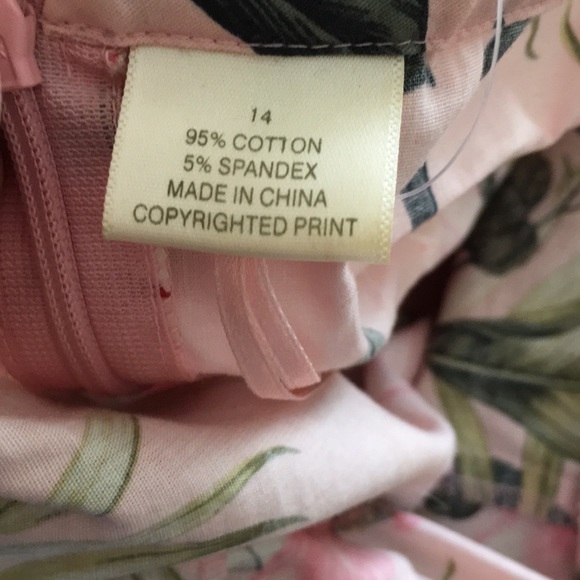 14
95% COTTON
5% SPANDEX
MADE IN CHINA
COPYRIGHTED PRINT